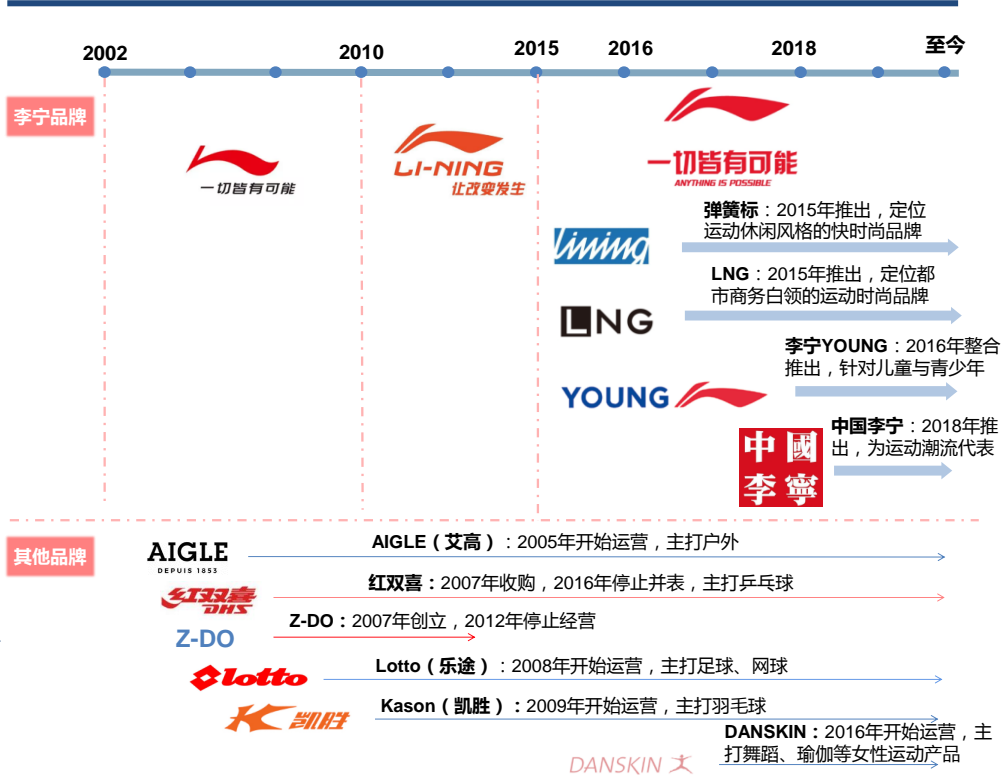 2002
2010
2015
2016
2018
至今
李宁品牌
一切皆有可能
LI-NING
让改变发生
一切皆有可能
ANYTHING IS POSSIBLE
弹簧标：2015年推出，定位
运动休闲风格的快时尚品牌
Lining
LNG：2015年推出，定位都
市商务白领的运动时尚品牌
LNG
李宁YOUNG：2016年整合
推出，针对儿童与青少年
YOUNG
中国李宁：2018年推
出，为运动潮流代表
中國
李寧
其他品牌
AIGLE
DEPUIS 1853
AIGLE（艾高）：2005年开始运营，主打户外
红双喜
DHS
红双喜：2007年收购，2016年停止并表，主打乒乓球
Z-DO
Z-DO：2007年创立，2012年停止经营
lotto
Lotto（乐途）：2008年开始运营，主打足球、网球
K 凯胜
Kason（凯胜）：2009年开始运营，主打羽毛球
DANSKIN
DANSKIN：2016年开始运营，主
打舞蹈、瑜伽等女性运动产品